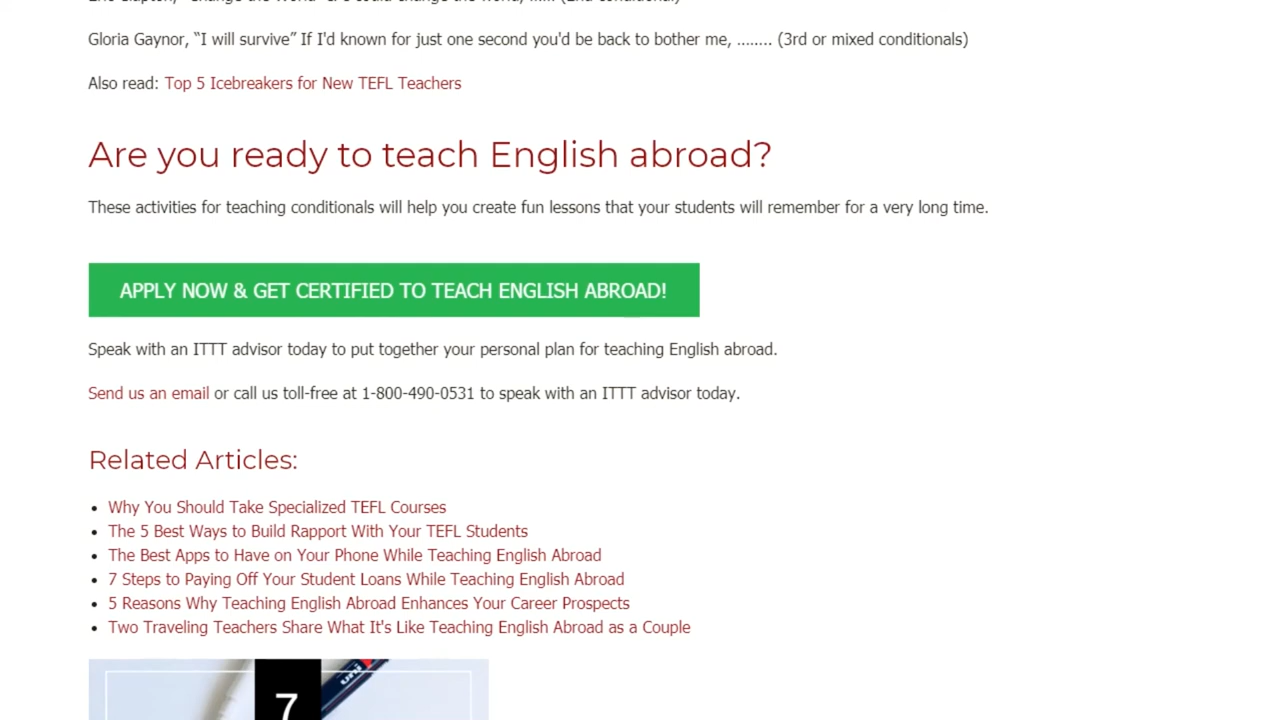 Gloria Gaynor, “I will survive” If I'd known for just one second you'd be back to bother me, ........ (3rd or mixed conditionals)
Also read: Top 5 Icebreakers for New TEFL Teachers
Are you ready to teach English abroad?
These activities for teaching conditionals will help you create fun lessons that your students will remember for a very long time.
APPLY NOW & GET CERTIFIED TO TEACH ENGLISH ABROAD!
Speak with an ITTT advisor today to put together your personal plan for teaching English abroad.
Send us an email or call us toll-free at 1-800-490-0531 to speak with an ITTT advisor today.
Related Articles:
• Why You Should Take Specialized TEFL Courses
• The 5 Best Ways to Build Rapport With Your TEFL Students
• The Best Apps to Have on Your Phone While Teaching English Abroad
• 7 Steps to Paying Off Your Student Loans While Teaching English Abroad
• 5 Reasons Why Teaching English Abroad Enhances Your Career Prospects
• Two Traveling Teachers Share What It's Like Teaching English Abroad as a Couple
uni
7